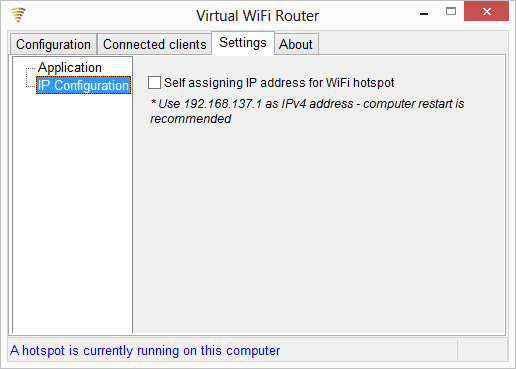 Virtual WiFi Router
Configuration
Connected clients
Settings
About
Application
IP Configuration
Self assigning IP address for WiFi hotspot
* Use 192.168.137.1 as IPv4 address - computer restart is
recommended
A hotspot is currently running on this computer